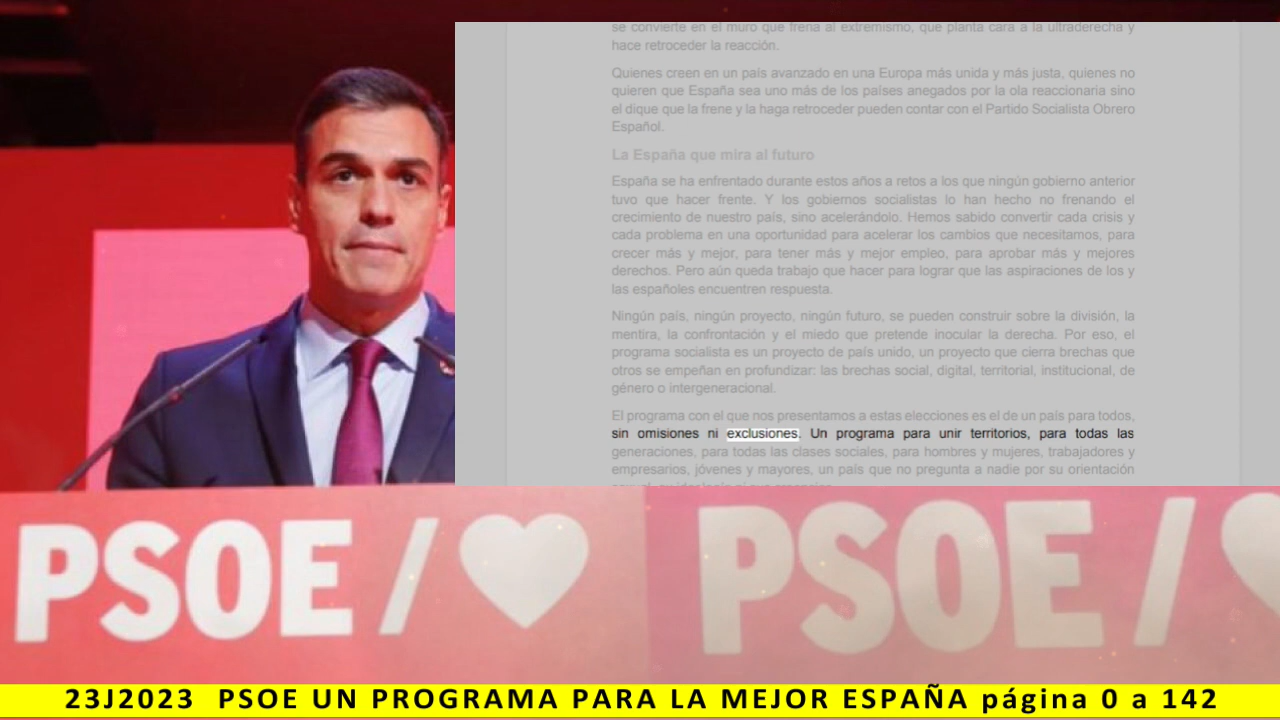 se convierte en el muro que frena al extremismo, que planta cara a la ultraderecha y
hace retroceder la reacción.
Quienes creen en un país avanzado en una Europa más unida y más justa, quienes no
quieren que España sea uno más de los países anegados por la ola reaccionaria sino
el dique que la frene y la haga retroceder pueden contar con el Partido Socialista Obrero
Español.
La España que mira al futuro
España se ha enfrentado durante estos años a retos a los que ningún gobierno anterior
tuvo que hacer frente. Y los gobiernos socialistas lo han hecho no frenando el
crecimiento de nuestro país, sino acelerándolo. Hemos sabido convertir cada crisis y
cada problema en una oportunidad para acelerar los cambios que necesitamos, para
crecer más y mejor, para tener más y mejor empleo, para aprobar más y mejores
derechos. Pero aún queda trabajo que hacer para lograr que las aspiraciones de los y
las españoles encuentren respuesta.
Ningún país, ningún proyecto, ningún futuro, se pueden construir sobre la división, la
mentira, la confrontación y el miedo que pretende inocular la derecha. Por eso, el
programa socialista es un proyecto de país unido, un proyecto que cierra brechas que
otros se empeñan en profundizar: las brechas social, digital, territorial, institucional, de
género o intergeneracional.
El programa con el que nos presentamos a estas elecciones es el de un país para todos,
sin omisiones ni exclusiones. Un programa para unir territorios, para todas las
generaciones, para todas las clases sociales, para hombres y mujeres, trabajadores y
empresarios, jóvenes y mayores, un país que no pregunta a nadie por su orientación
PSOE /
PSOE /
23J2023 PSOE UN PROGRAMA PARA LA MEJOR ESPAÑA página 0 a 142